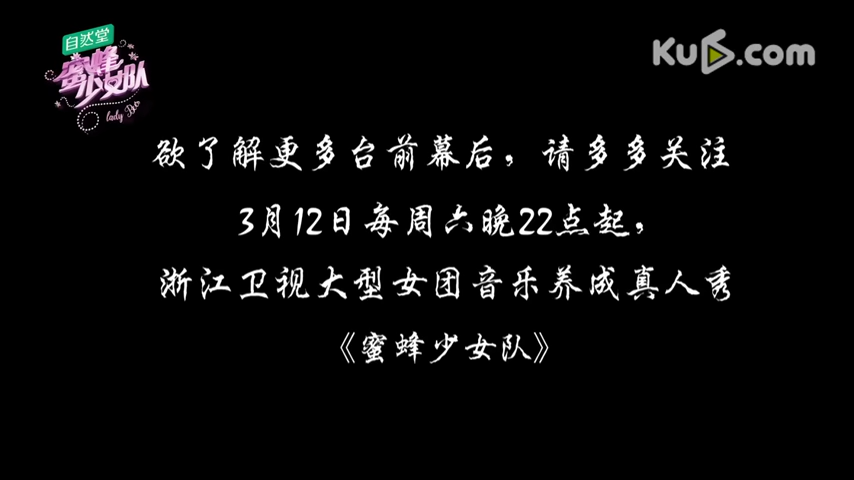 自然堂
蜜蜂
少女队
lady Bee
Ku6.com
欲了解更多台前幕后，请多多关注
3月12日每周六晚22点起，
浙江卫视大型女团音乐养成真人秀
《蜜蜂少女队》